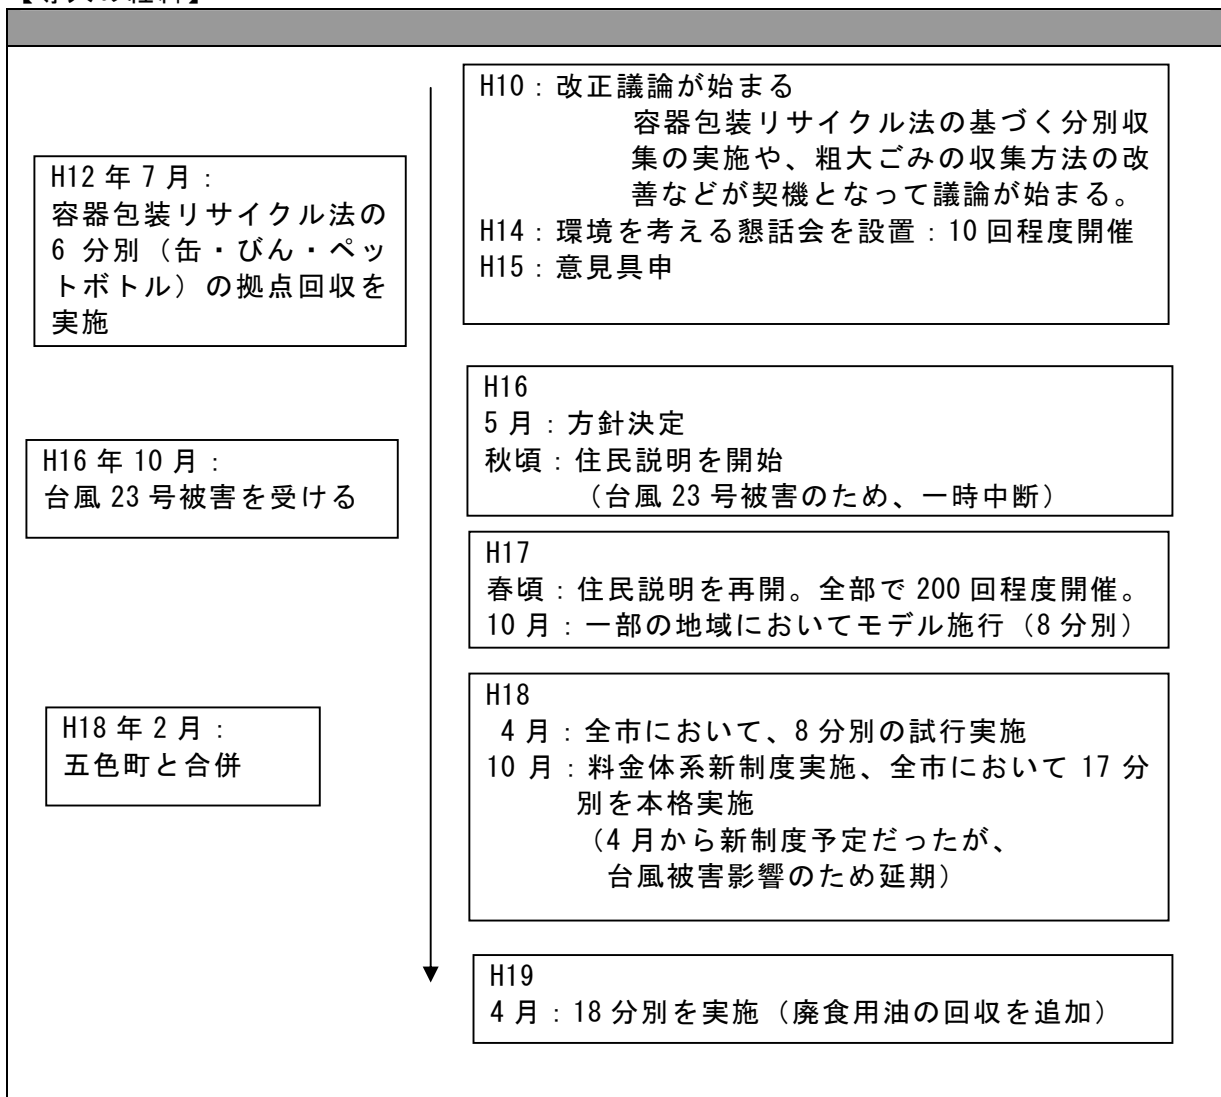 H10：改正議論が始まる
容器包装リサイクル法の基づく分別収
集の実施や、粗大ごみの収集方法の改
善などが契機となって議論が始まる。
H14：環境を考える懇話会を設置：10回程度開催
H15：意見具申
H12年7月：
容器包装リサイクル法の
6分別（缶・びん・ペッ
トボトル）の拠点回収を
実施
H16
5月：方針決定
秋頃：住民説明を開始
（台風23号被害のため、一時中断）
H16年10月：
台風23号被害を受ける
H17
春頃：住民説明を再開。全部で200回程度開催。
10月：一部の地域においてモデル施行（8分別）
H18
4月：全市において、8分別の試行実施
10月：料金体系新制度実施、全市において17分
別を本格実施
（4月から新制度予定だったが、
台風被害影響のため延期）
H18年2月：
五色町と合併
H19
4月：18分別を実施（廃食用油の回収を追加）